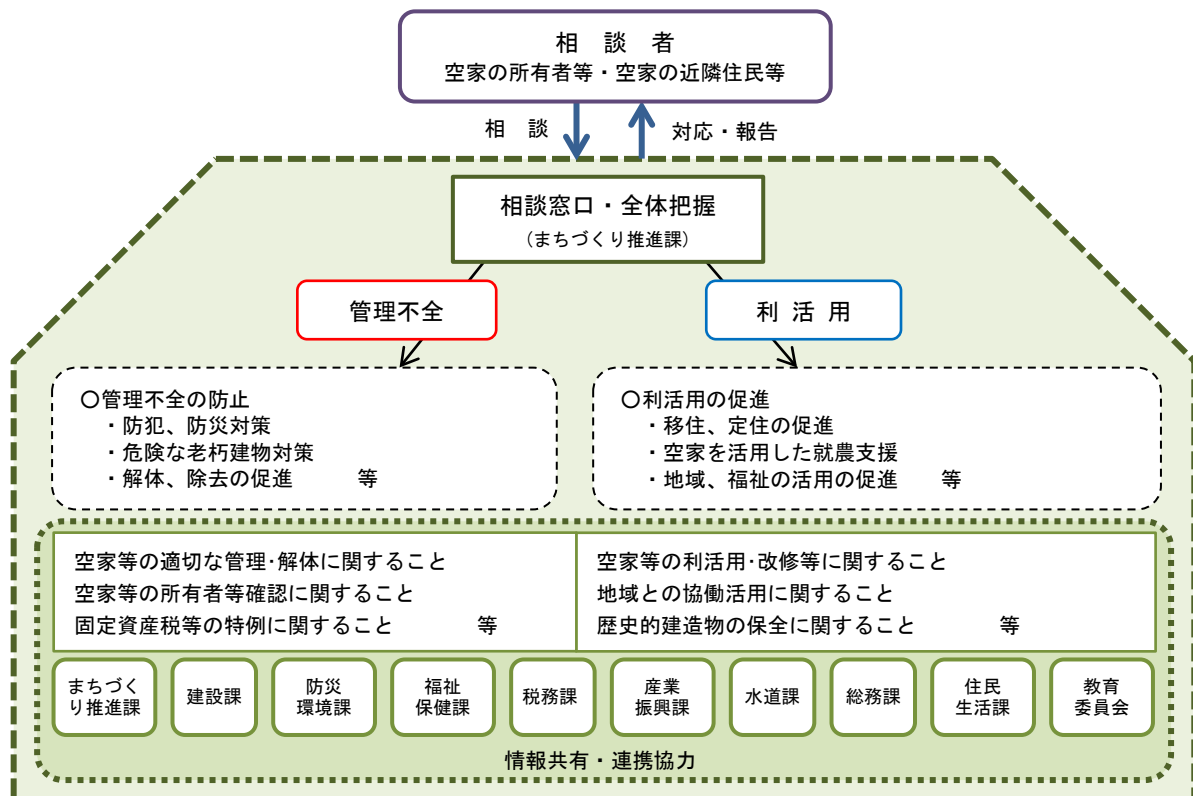 相　談　者
空家の所有者等・空家の近隣住民等
相　談
対応・報告
相談窓口・全体把握
(まちづくり推進課)
管理不全
利 活 用
〇管理不全の防止
・防犯、防災対策
・危険な老朽建物対策
・解体、除去の促進　　　等
〇利活用の促進
・移住、定住の促進
・空家を活用した就農支援
・地域、福祉の活用の促進　　等
空家等の適切な管理･解体に関すること
空家等の所有者等確認に関すること
固定資産税等の特例に関すること　　　　等
空家等の利活用･改修等に関すること
地域との協働活用に関すること
歴史的建造物の保全に関すること　　　　等
まちづく
り推進課
建設課
防災
環境課
福祉
保健課
税務課
産業
振興課
水道課
総務課
住民
生活課
教育
委員会
情報共有・連携協力